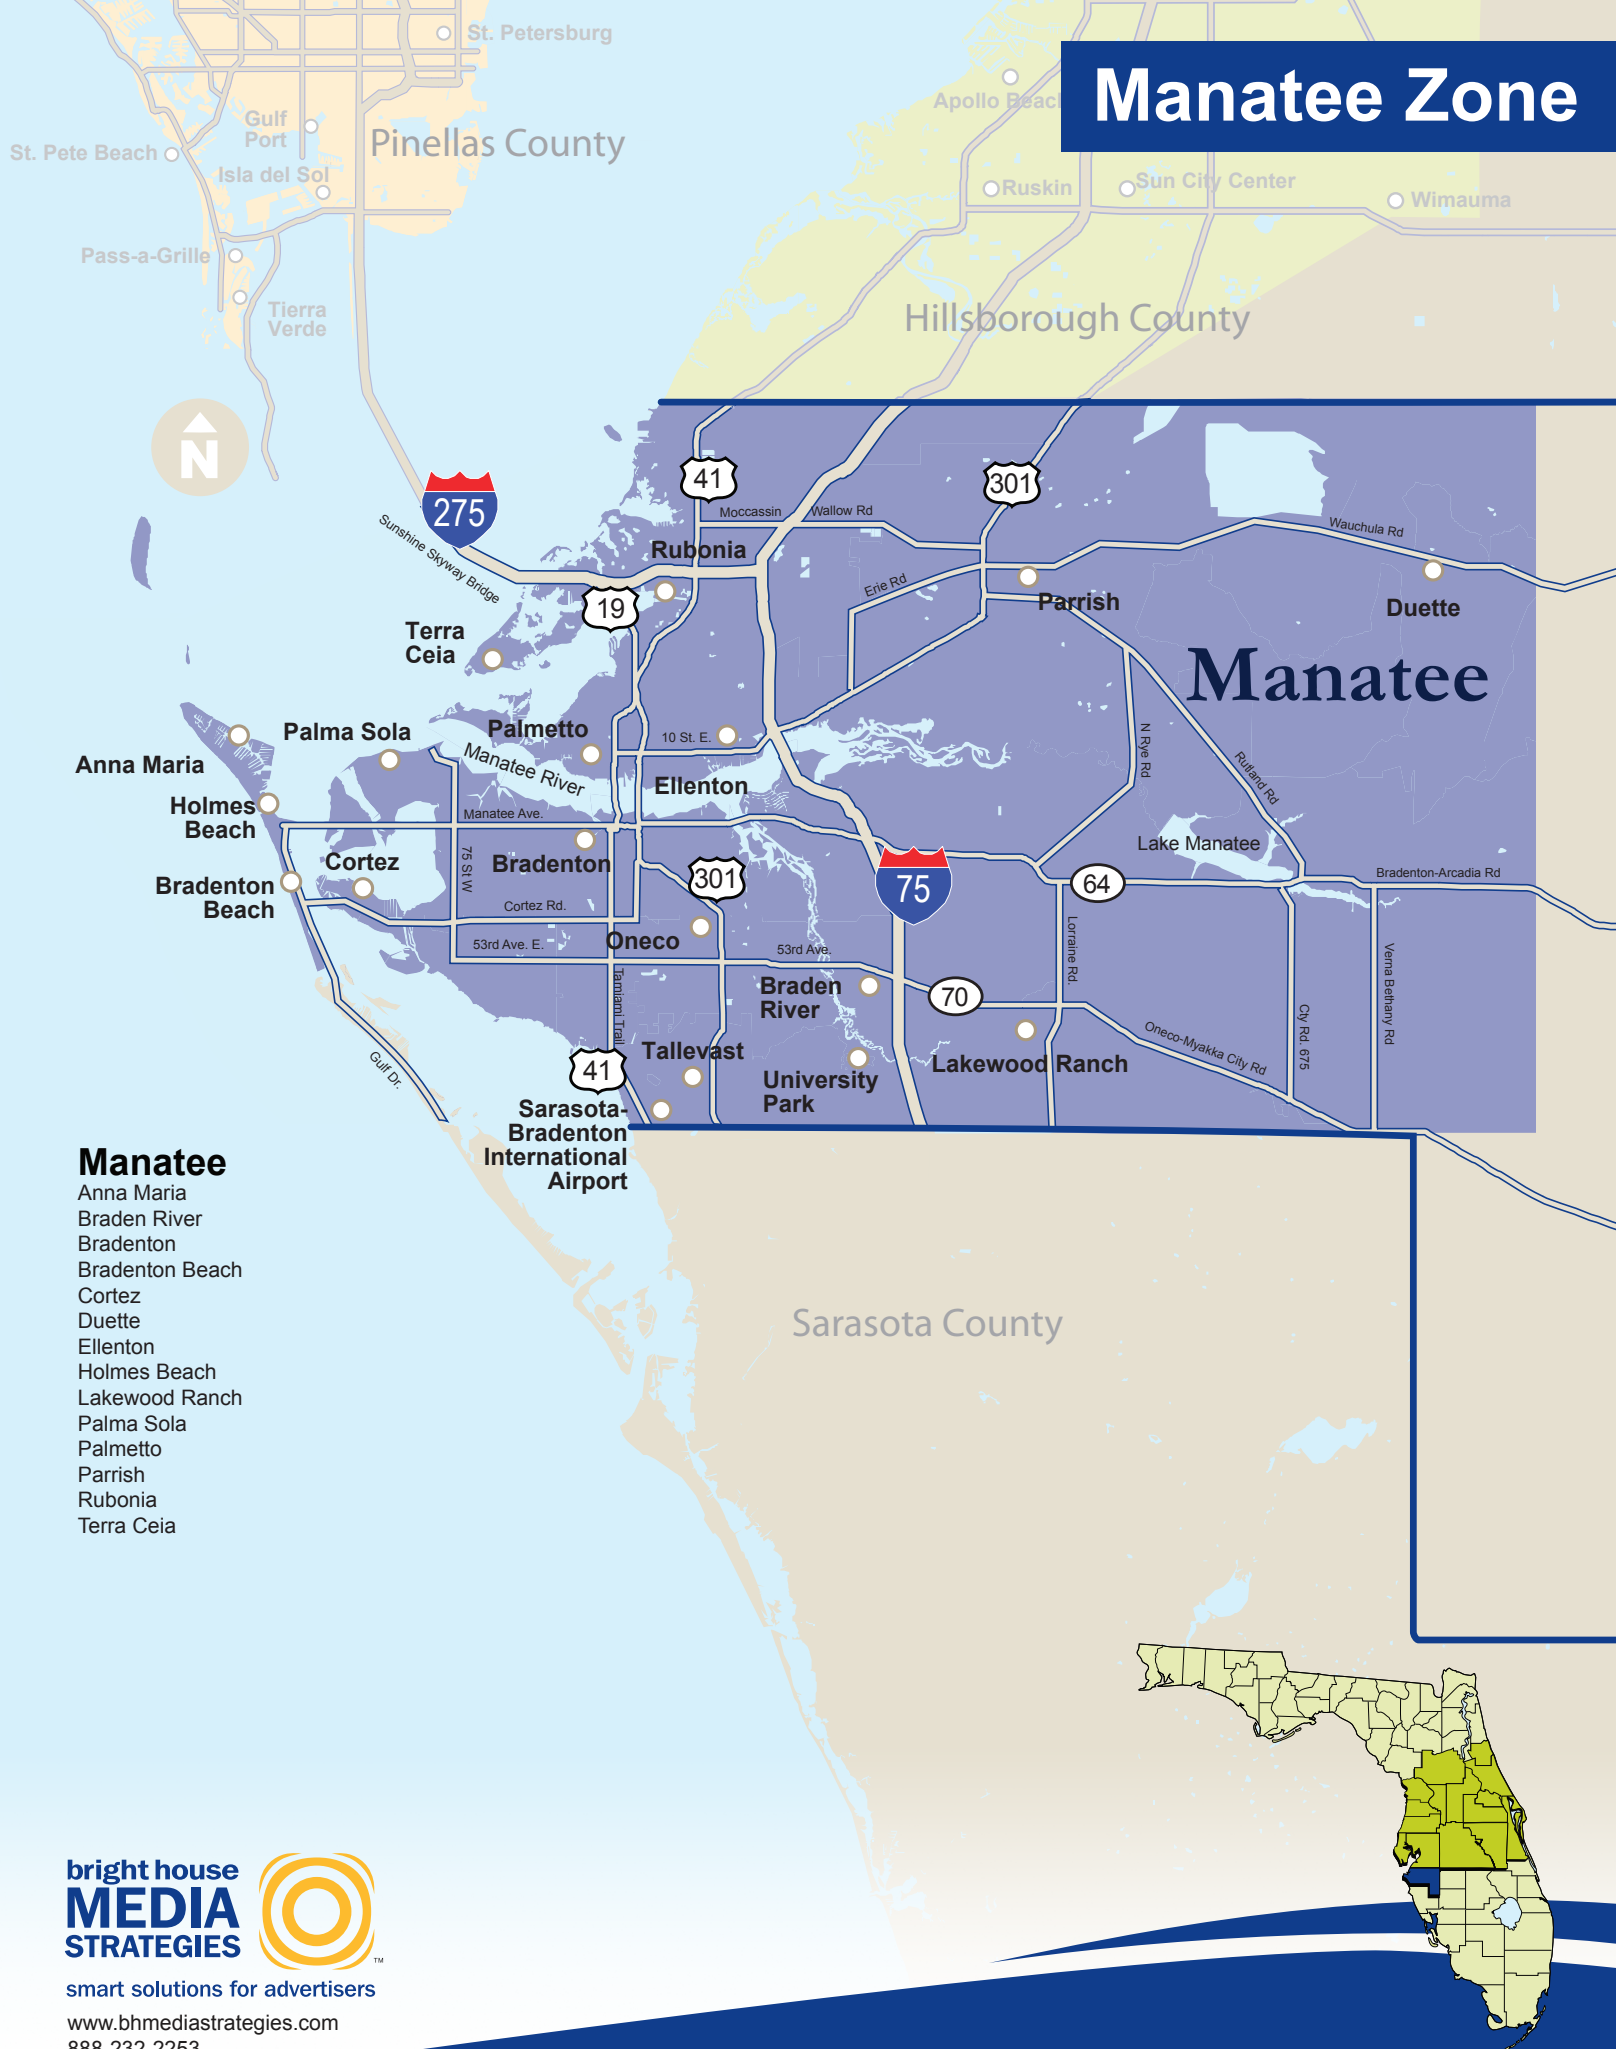 Manatee Zone
St. Petersburg
Apollo Beach
Gulf
Port
Pinellas County
St. Pete Beach
Isla del Sol
Ruskin
Sun City Center
Wimauma
Pass-a-Grille
Tierra
Verde
Hillsborough County
N
41
301
275
Moccasin
Wallow Rd
Wauchula Rd
Sunshine Skyway Bridge
Rubonia
Erie Rd
19
Parrish
Duette
Terra
Ceia
Manatee
Palma Sola
Palmetto
10 St. E.
N Rye Rd
Anna Maria
Manatee River
Ellenton
Rutland Rd
Holmes
Beach
Manatee Ave.
Lake Manatee
Cortez
75 St W
Bradenton
301
75
64
Bradenton-Arcadia Rd
Bradenton
Beach
Cortez Rd.
Oneco
53rd Ave. E.
53rd Ave.
Lorraine Rd.
Verna Bethany Rd
Braden
River
70
Tamiami Trail
Cty Rd. 675
Oneco-Myakka City Rd
Gulf Dr.
41
Tallevast
Lakewood Ranch
University
Park
Sarasota-
Bradenton
International
Airport
Manatee
Anna Maria
Braden River
Bradenton
Bradenton Beach
Cortez
Duette
Ellenton
Holmes Beach
Lakewood Ranch
Palma Sola
Palmetto
Parrish
Rubonia
Terra Ceia
Sarasota County
bright house
MEDIA
STRATEGIES
TM
smart solutions for advertisers
www.bhmediastrategies.com
888-232-2253